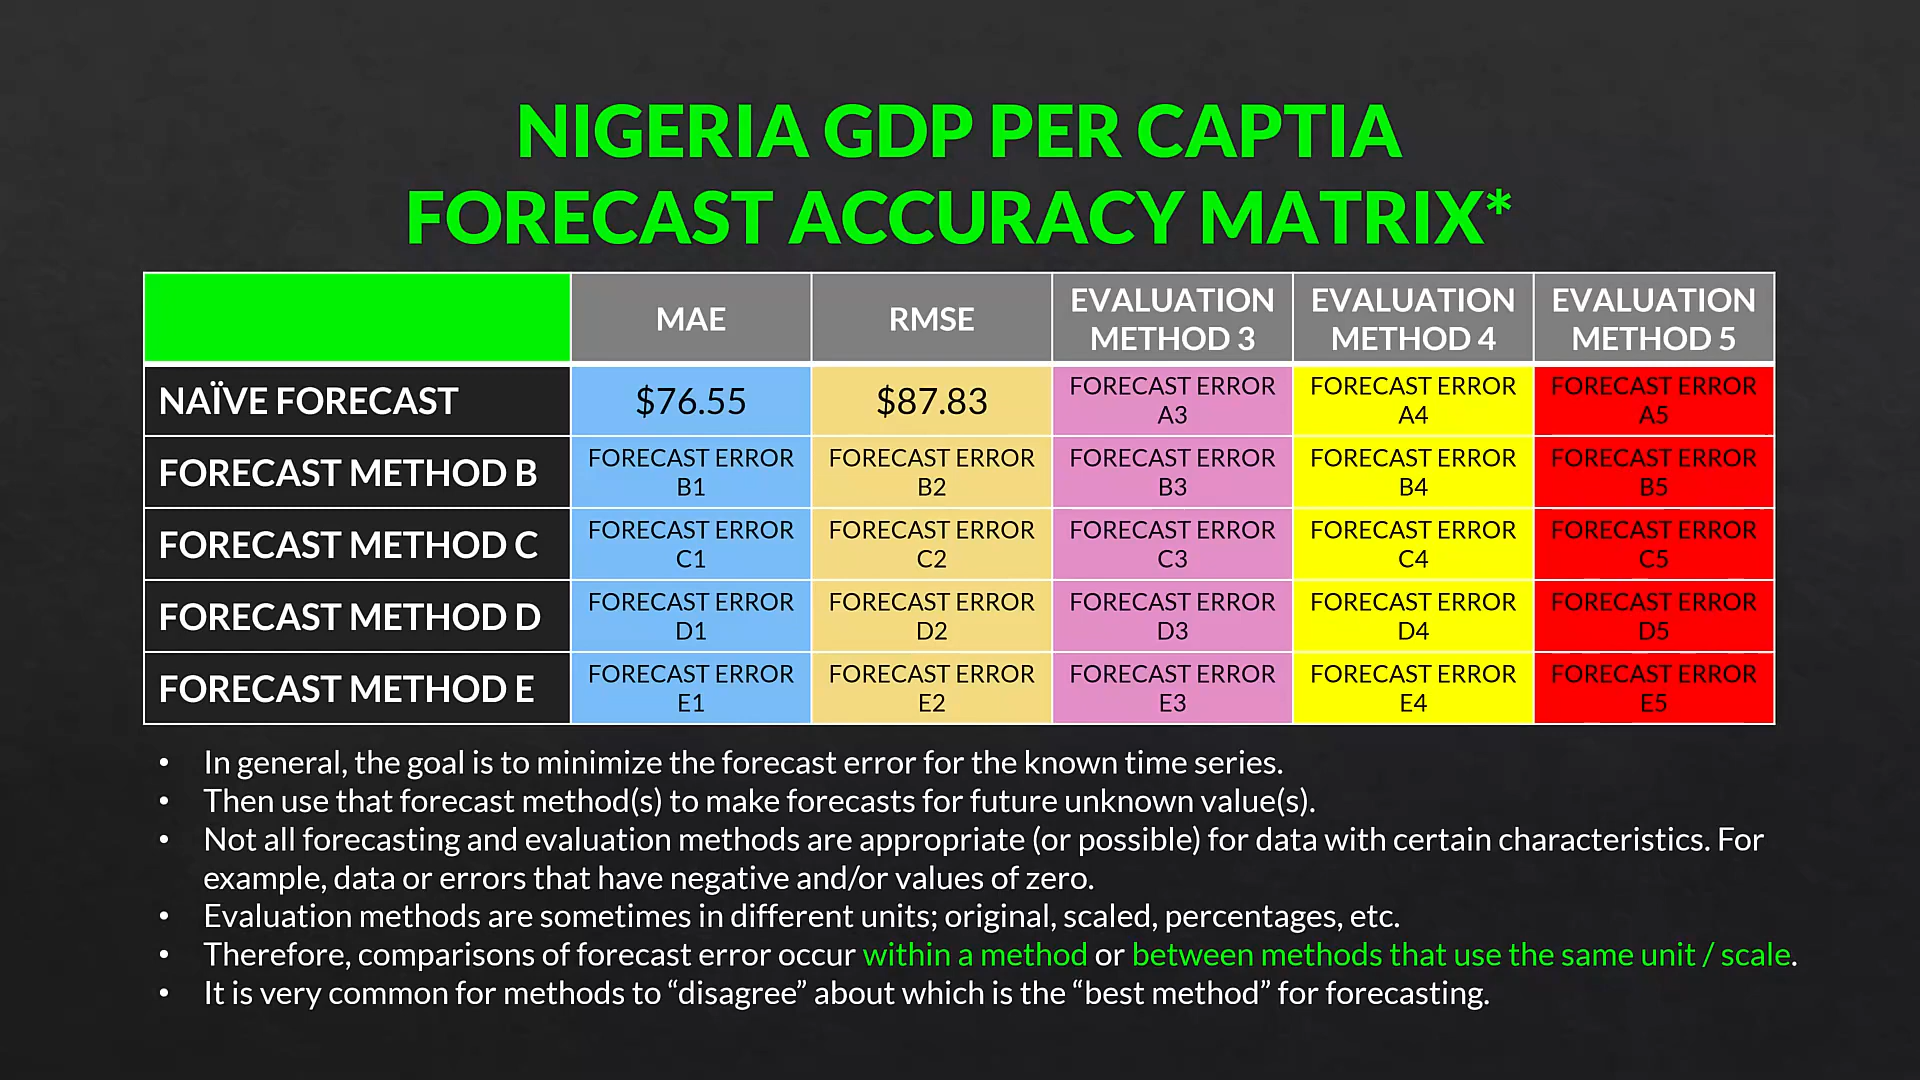 NIGERIA GDP PER CAPTIA
FORECAST ACCURACY MATRIX*
MAE
RMSE
EVALUATION
METHOD 3
EVALUATION
METHOD 4
EVALUATION
METHOD 5
NAÏVE FORECAST
$76.55
$87.83
FORECAST ERROR
A3
FORECAST ERROR
A4
FORECAST ERROR
A5
FORECAST METHOD B
FORECAST ERROR
B1
FORECAST ERROR
B2
FORECAST ERROR
B3
FORECAST ERROR
B4
FORECAST ERROR
B5
FORECAST METHOD C
FORECAST ERROR
C1
FORECAST ERROR
C2
FORECAST ERROR
C3
FORECAST ERROR
C4
FORECAST ERROR
C5
FORECAST METHOD D
FORECAST ERROR
D1
FORECAST ERROR
D2
FORECAST ERROR
D3
FORECAST ERROR
D4
FORECAST ERROR
D5
FORECAST METHOD E
FORECAST ERROR
E1
FORECAST ERROR
E2
FORECAST ERROR
E3
FORECAST ERROR
E4
FORECAST ERROR
E5
• In general, the goal is to minimize the forecast error for the known time series.
• Then use that forecast method(s) to make forecasts for future unknown value(s).
• Not all forecasting and evaluation methods are appropriate (or possible) for data with certain characteristics. For
example, data or errors that have negative and/or values of zero.
• Evaluation methods are sometimes in different units; original, scaled, percentages, etc.
• Therefore, comparisons of forecast error occur within a method or between methods that use the same unit / scale.
• It is very common for methods to “disagree” about which is the “best method” for forecasting.